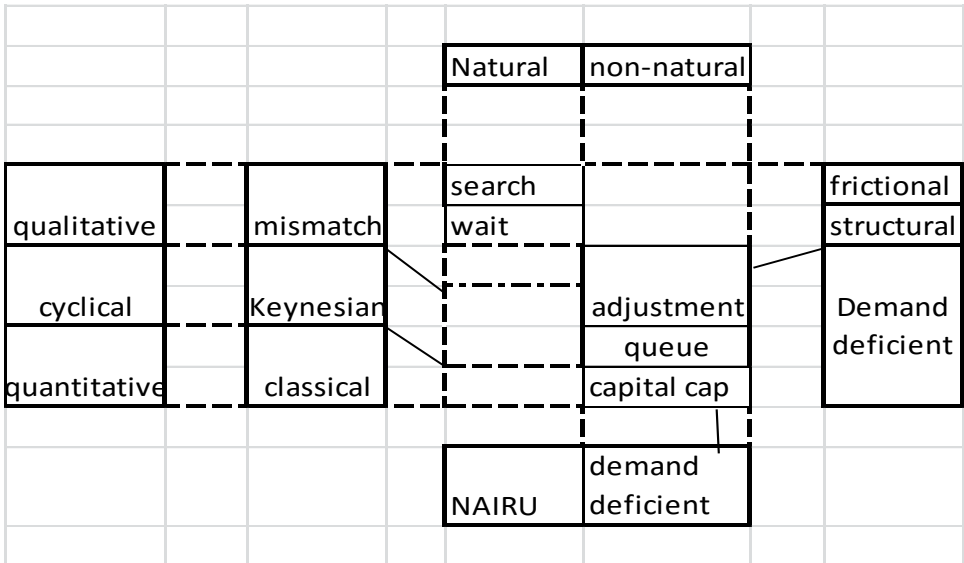 Natural non-natural
search frictional
qualitative mismatch wait structural
cyclical Keynesian adjustment Demand
deficient
queue
quantitative classical capital cap
demand
NAIRU deficient